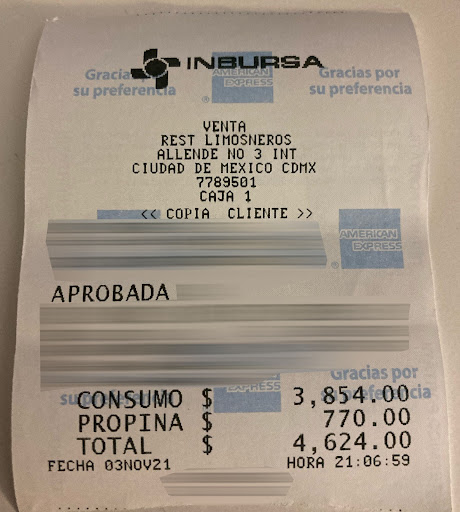 INBURSA
Gracias por
su preferencia
AMERICAN
EXPRESS
®
Gracias por
su preferencia
VENTA
REST LIMOSNEROS
ALLENDE NO 3 INT
CIUDAD DE MEXICO CDMX
7789501
CAJA 1
<< COPIA CLIENTE >>
AMERICAN
EXPRESS
®
APROBADA
Gracias por
su preferencia
EXPRESS
CONSUMO $ 3,854.00
PROPINA $ 770.00
TOTAL $ 4,624.00
FECHA 03NOV21 HORA 21:06:59